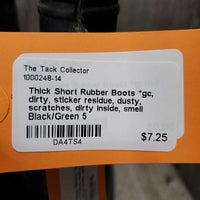 The Tack Collector
1000248-14
Thick Short Rubber Boots *gc,
dirty, sticker residue, dusty,
scratches, dirty inside, smell
Black/Green 5
$7.25
DA4TS4